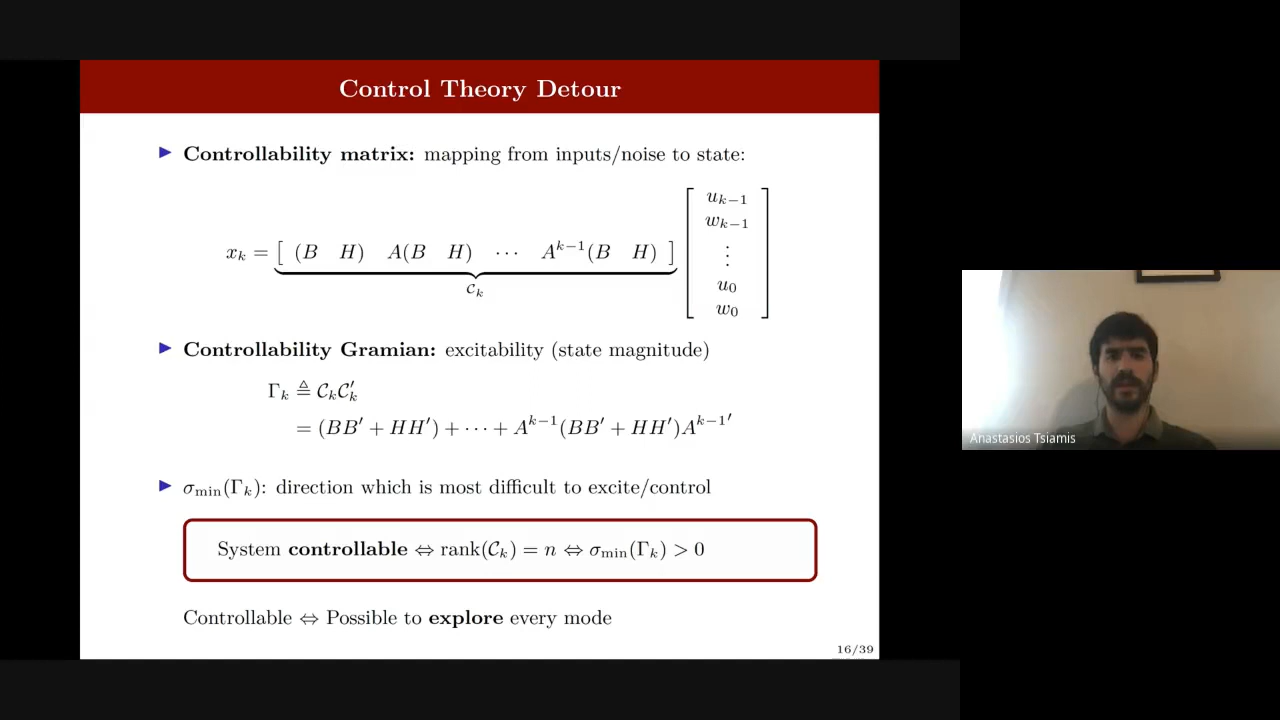 Control Theory Detour
▶ Controllability matrix: mapping from inputs/noise to state:
x_k = [ (B H) A(B H) ⋯ A^{k−1}(B H) ] [ u_{k−1} w_{k−1} ⋮ u_0 w_0 ]
𝒞_k
▶ Controllability Gramian: excitability (state magnitude)
Γ_k ≜ 𝒞_k𝒞′_k
= (BB′ + HH′) + ⋯ + A^{k−1}(BB′ + HH′)A^{k−1}′
▶ σ_min(Γ_k): direction which is most difficult to excite/control
System controllable ⇔ rank(𝒞_k) = n ⇔ σ_min(Γ_k) > 0
Controllable ⇔ Possible to explore every mode
16/39
Anastasios Tsiamis